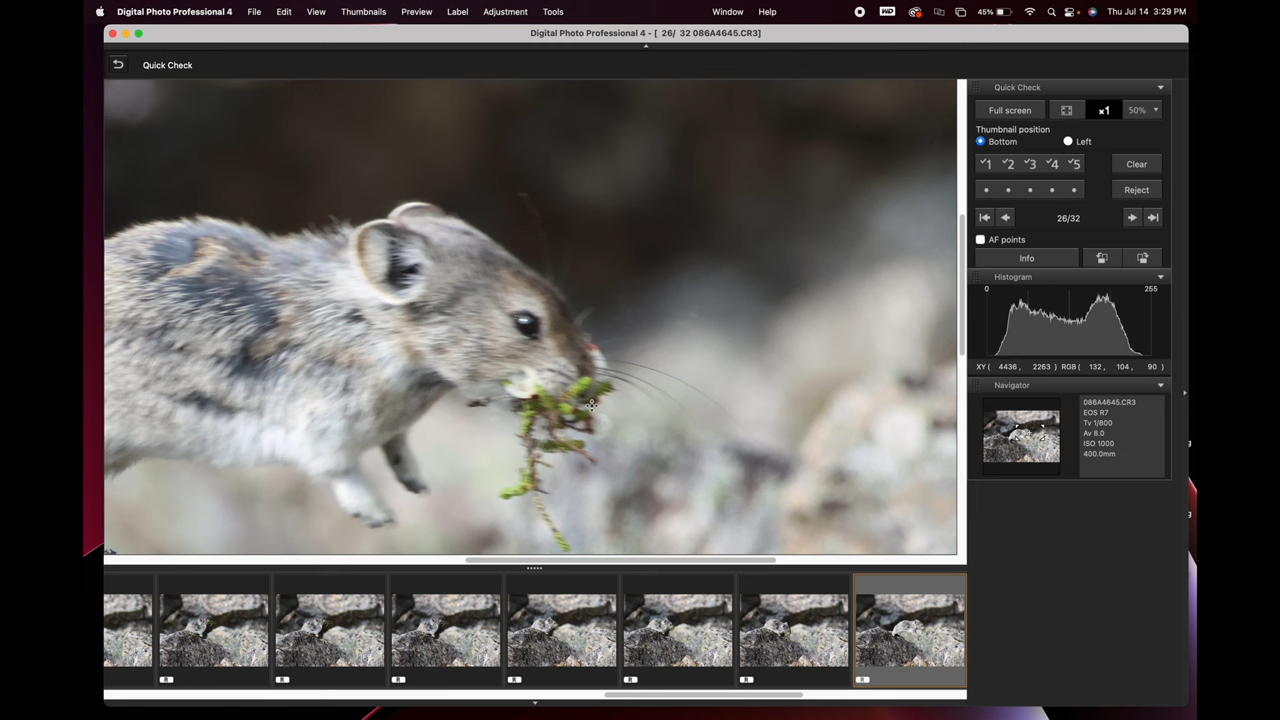 Digital Photo Professional 4 File Edit View Thumbnails Preview Label Adjustment Tools Window Help WD 45% Thu Jul 14 3:29 PM
Digital Photo Professional 4 - [ 26/ 32 086A4645.CR3]
Quick Check
Quick Check
Full screen x1 50%
Thumbnail position
Bottom Left
1 2 3 4 5 Clear
Reject
26/32
AF points
Info
Histogram
0 255
XY( 4436, 2263 ) RGB( 132, 104, 90 )
Navigator
086A4645.CR3
EOS R7
Tv 1/800
Av 8.0
ISO 1000
400.0mm
R R R R R R R